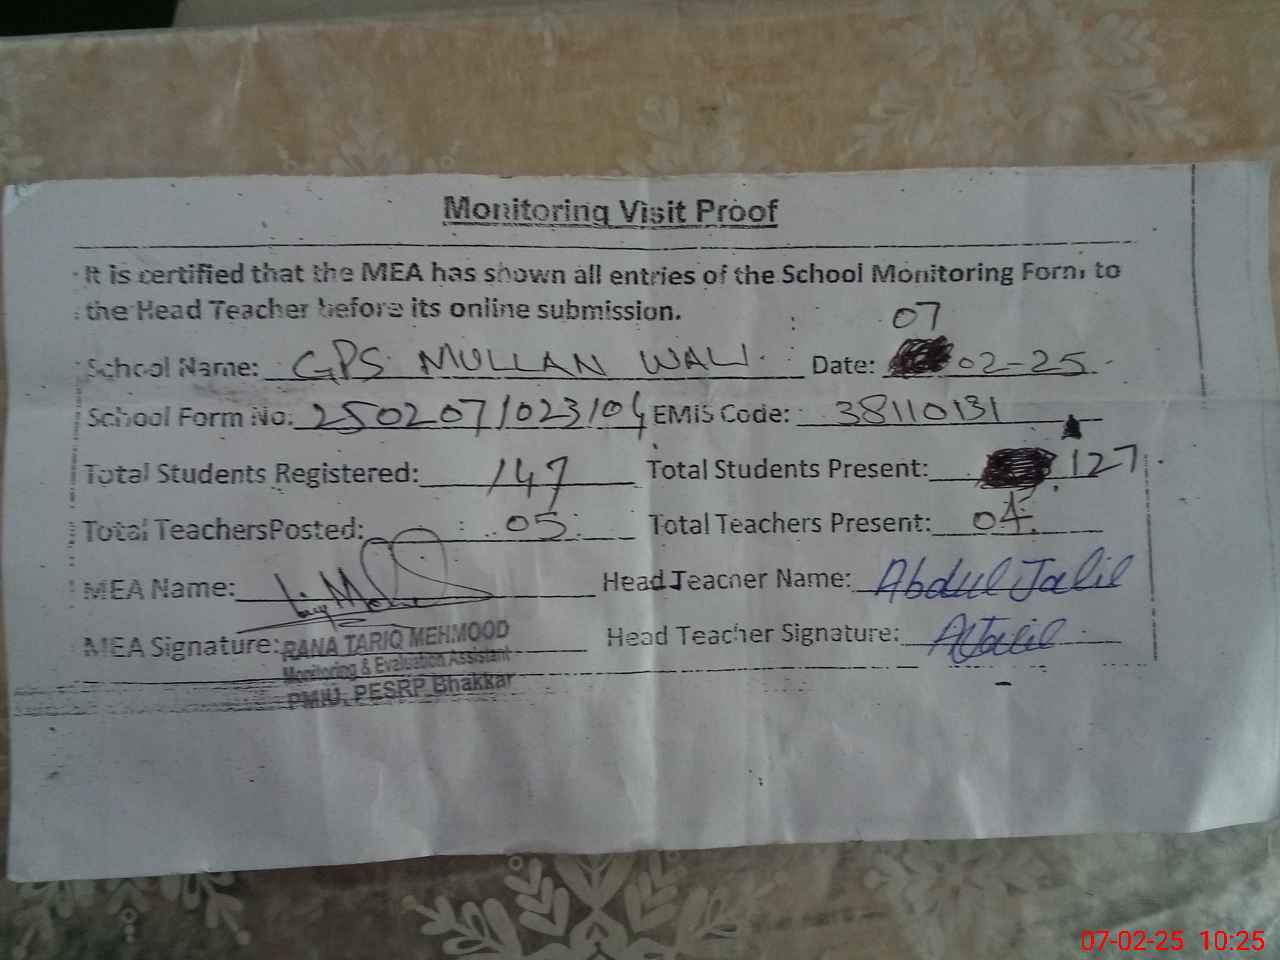 Monitoring Visit Proof
It is certified that the MEA has shown all entries of the School Monitoring Form to
the Head Teacher before its online submission.
School Name: GPS MULLAN WALI Date: 07 02-25
School Form No: 250207/023/04 EMIS Code: 38110131
Total Students Registered: 147 Total Students Present: 127
Total TeachersPosted: 05 Total Teachers Present: 04
MEA Name: Head Teacher Name: Abdul Jalil
MEA Signature: Head Teacher Signature: AJalil
RANA TARIQ MEHMOOD
Monitoring & Evaluation Assistant
PMIU, PESRP Bhakkar
07-02-25 10:25